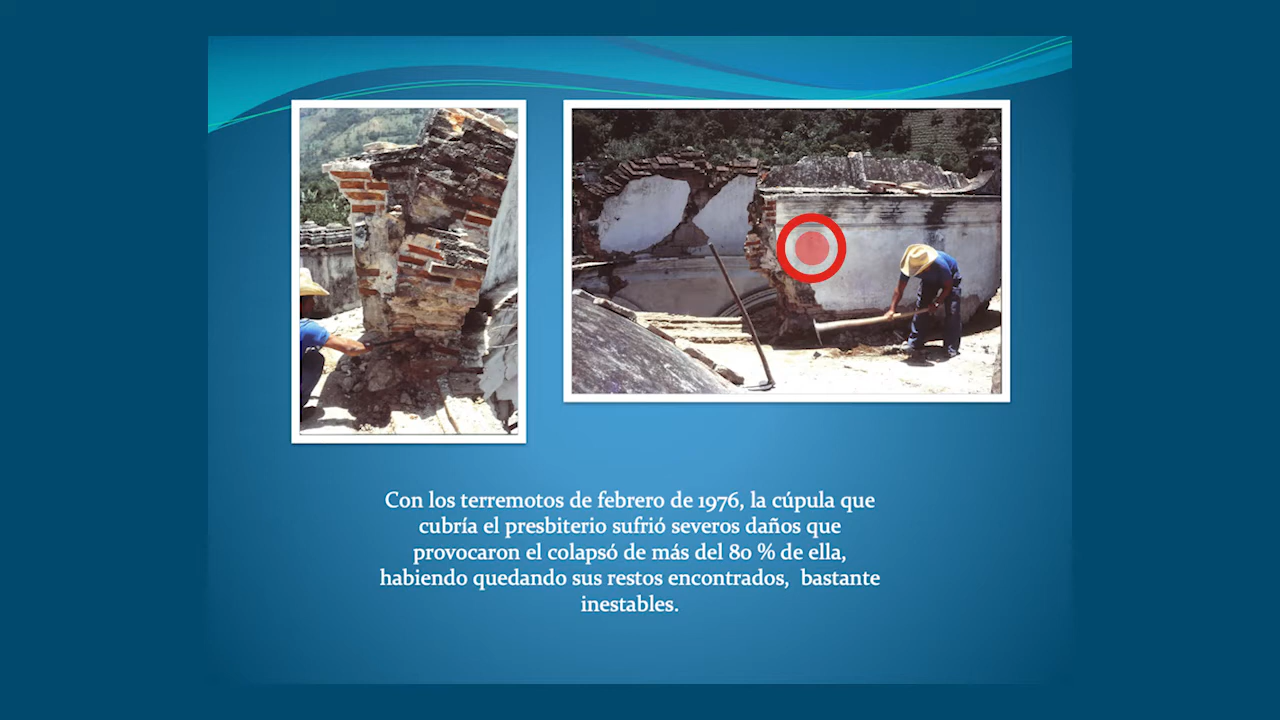 Con los terremotos de febrero de 1976, la cúpula que
cubría el presbiterio sufrió severos daños que
provocaron el colapsó de más del 80 % de ella,
habiendo quedando sus restos encontrados,  bastante
inestables.